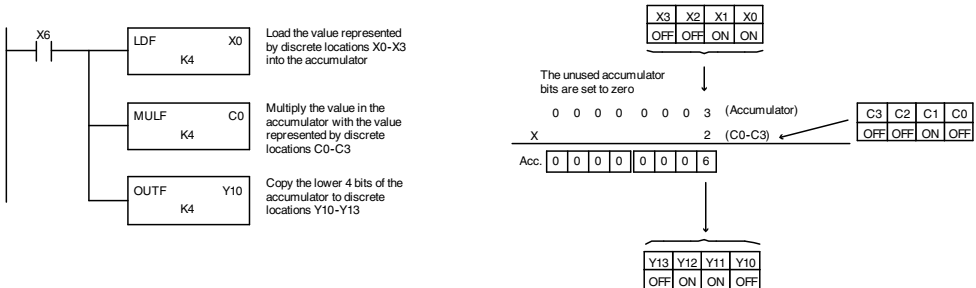 X6
LDF X0
K4
Load the value represented
by discrete locations X0-X3
into the accumulator
MULF C0
K4
Multiply the value in the
accumulator with the value
represented by discrete
locations C0-C3
OUTF Y10
K4
Copy the lower 4 bits of the
accumulator to discrete
locations Y10-Y13
X3 X2 X1 X0
OFF OFF ON ON
The unused accumulator
bits are set to zero
0 0 0 0 0 0 0 3 (Accumulator)
X 2 (C0-C3)
C3 C2 C1 C0
OFF OFF ON OFF
Acc. 0 0 0 0 0 0 0 6
Y13 Y12 Y11 Y10
OFF ON ON OFF